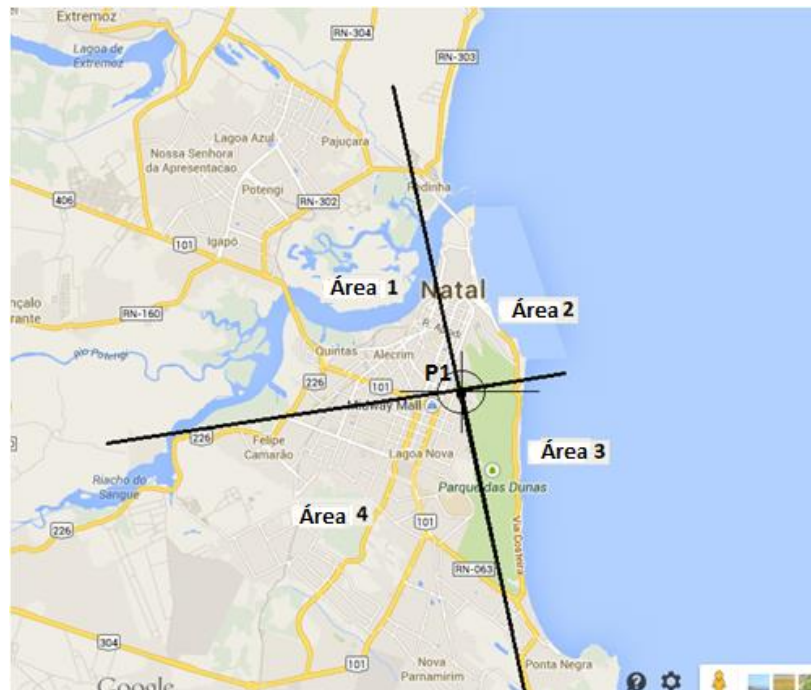 Extremoz
RN-304
RN-303
Lagoa de
Extremoz
Lagoa Azul
Pajuçara
Nossa Senhora
da Apresentacao
Potengi
Redinha
406
RN-302
101
Igapó
Área 1
Natal
nçalo
rante
Área 2
RN-160
Quintas
Alecrim
Rio Potengi
P1
226
101
Midway Mall
226
Felipe
Camarão
Lagoa Nova
Área 3
Riacho do
Sangue
Parque das Dunas
Área 4
226
101
Via Costeira
RN-063
304
101
Nova
Parnamirim
Ponta Negra
Google